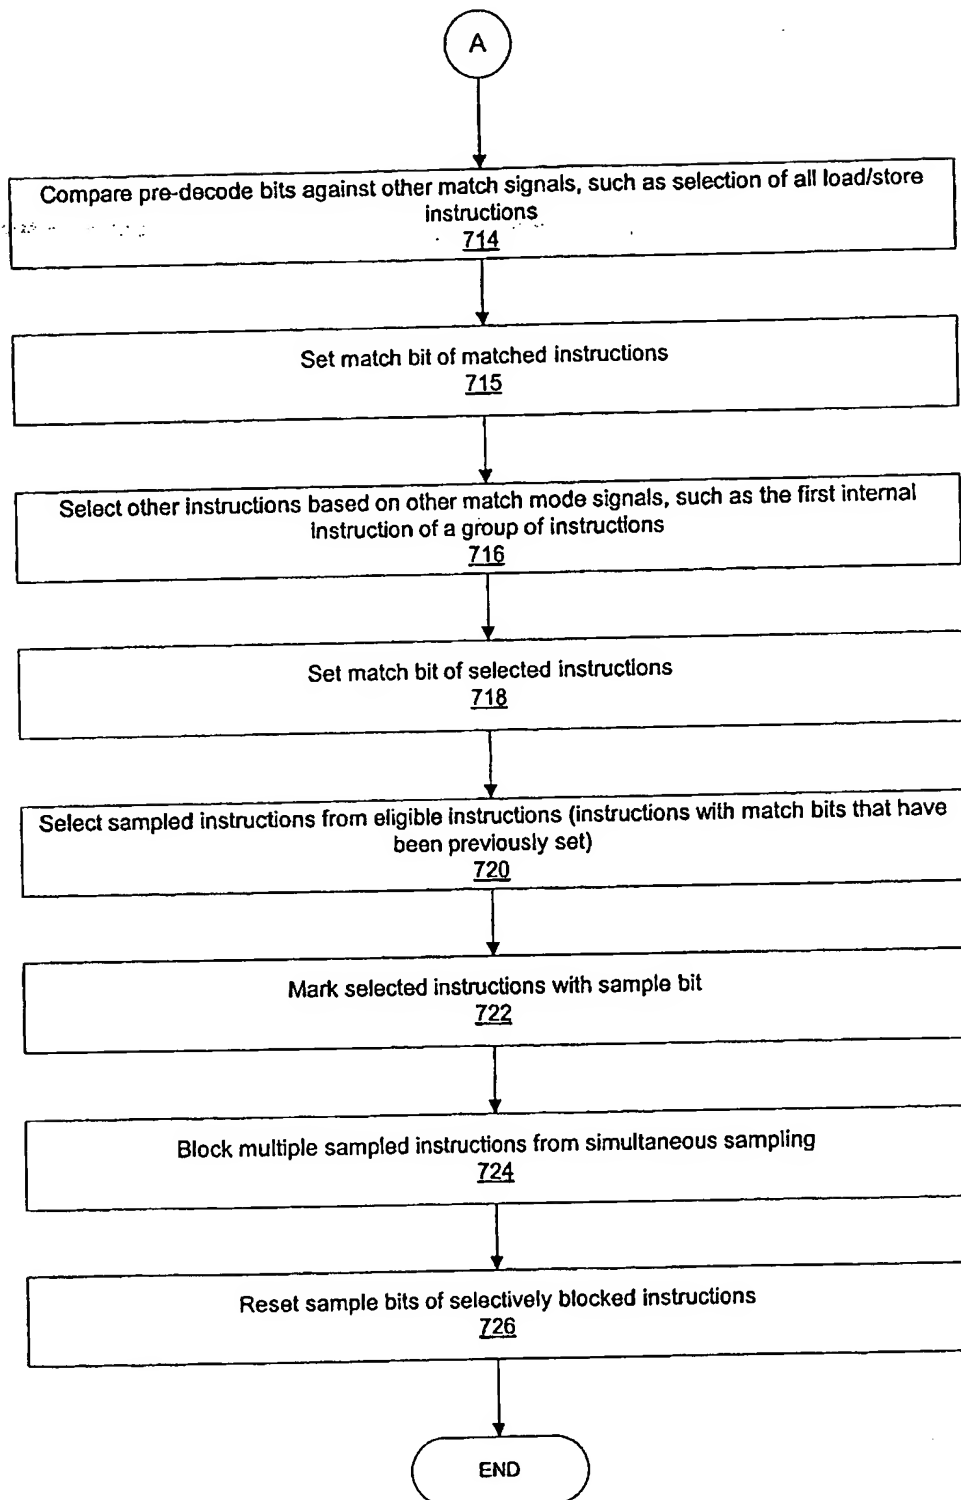 A
Compare pre-decode bits against other match signals, such as selection of all load/store
instructions
714
Set match bit of matched instructions
715
Select other instructions based on other match mode signals, such as the first internal
instruction of a group of instructions
716
Set match bit of selected instructions
718
Select sampled instructions from eligible instructions (instructions with match bits that have
been previously set)
720
Mark selected instructions with sample bit
722
Block multiple sampled instructions from simultaneous sampling
724
Reset sample bits of selectively blocked instructions
726
END